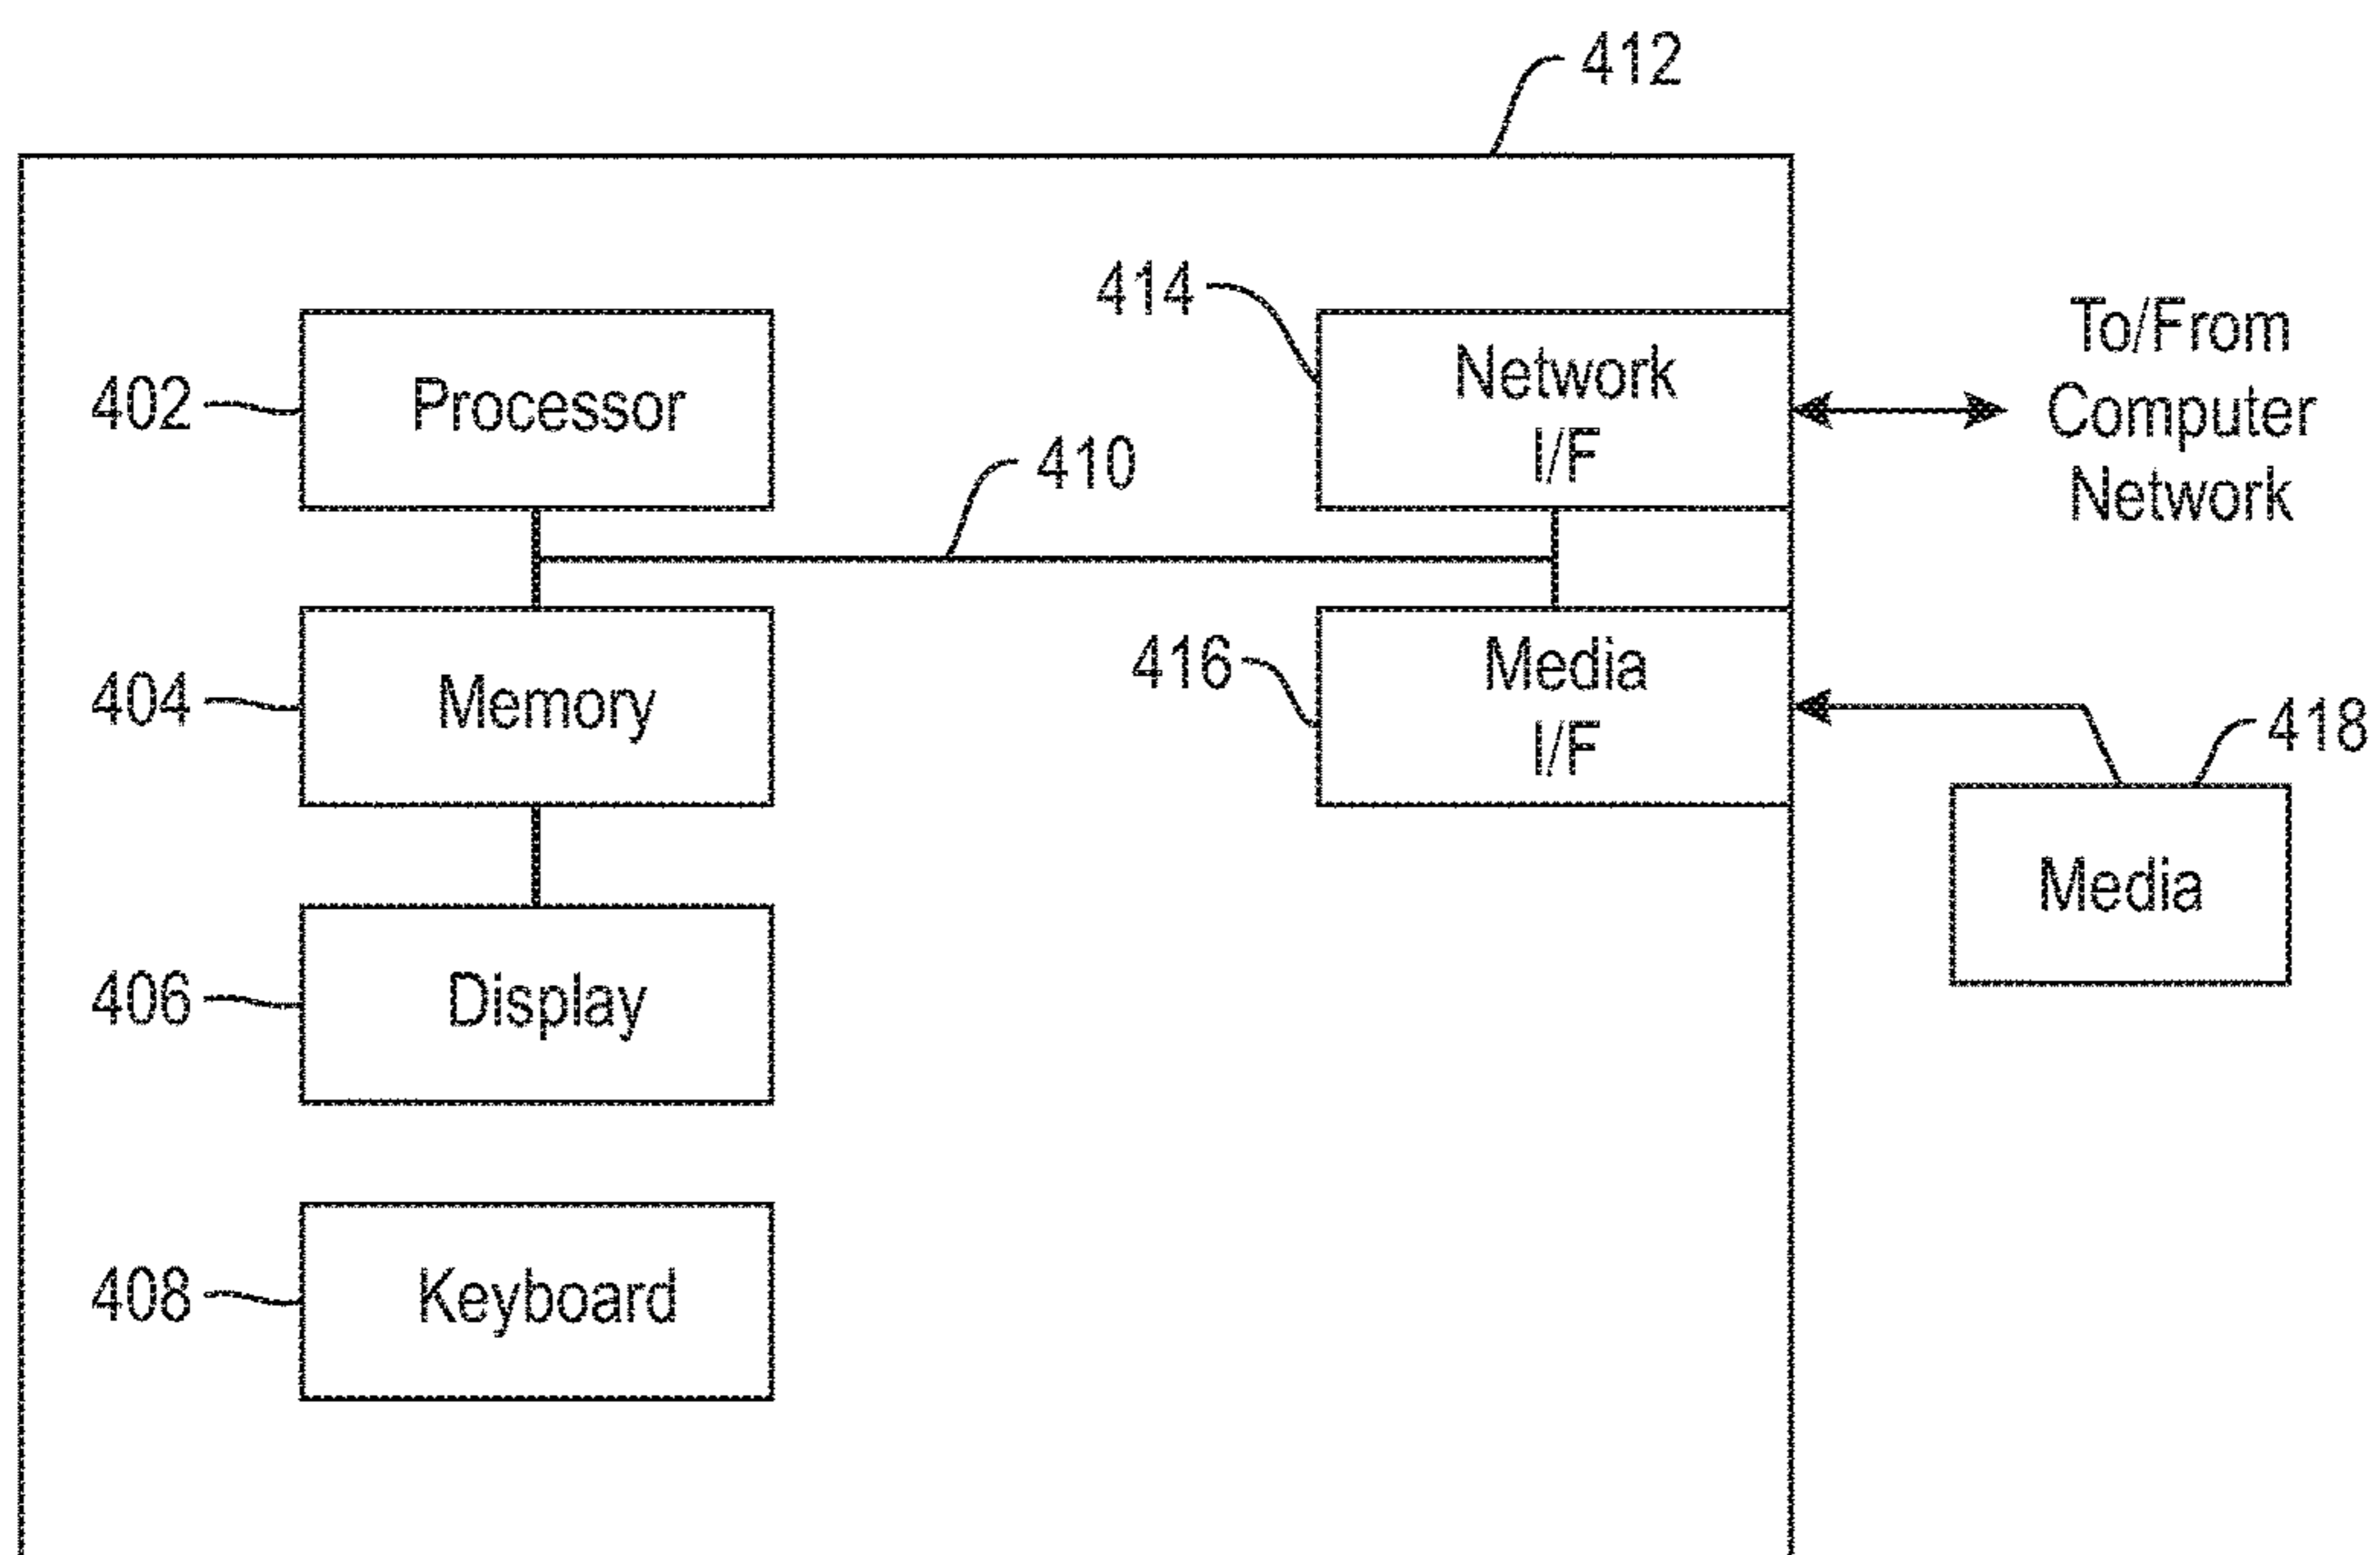 412
414
Network
I/F
To/From
Computer
Network
402
Processor
410
404
Memory
416
Media
I/F
418
Media
406
Display
408
Keyboard